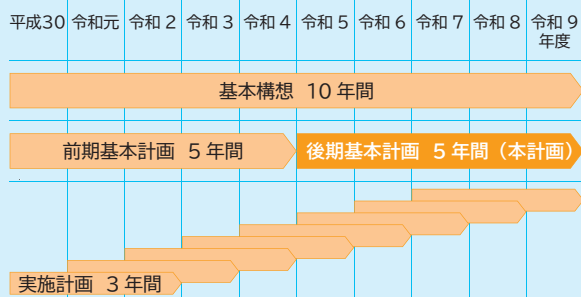 平成30 令和元 令和2 令和3 令和4 令和5 令和6 令和7 令和8 令和9
年度
基本構想 10年間
前期基本計画 5年間 後期基本計画 5年間（本計画）
実施計画 3年間